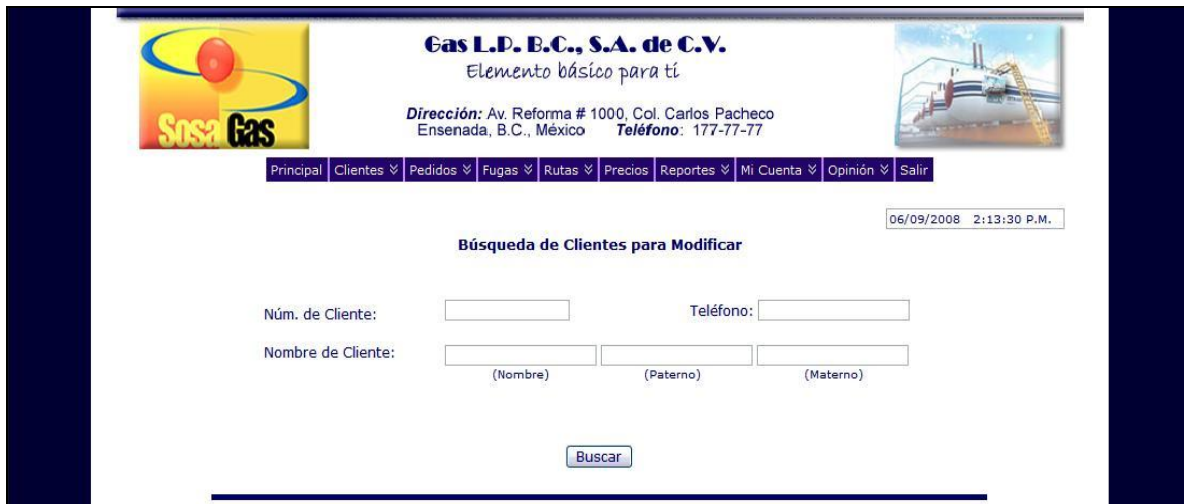 Sosa Gas
Gas L.P. B.C., S.A. de C.V.
Elemento básico para tí
Dirección: Av. Reforma # 1000, Col. Carlos Pacheco
Ensenada, B.C., México Teléfono: 177-77-77
Principal Clientes Pedidos Fugas Rutas Precios Reportes Mi Cuenta Opinión Salir
06/09/2008 2:13:30 P.M.
Búsqueda de Clientes para Modificar
Núm. de Cliente: Teléfono:
Nombre de Cliente:
(Nombre) (Paterno) (Materno)
Buscar